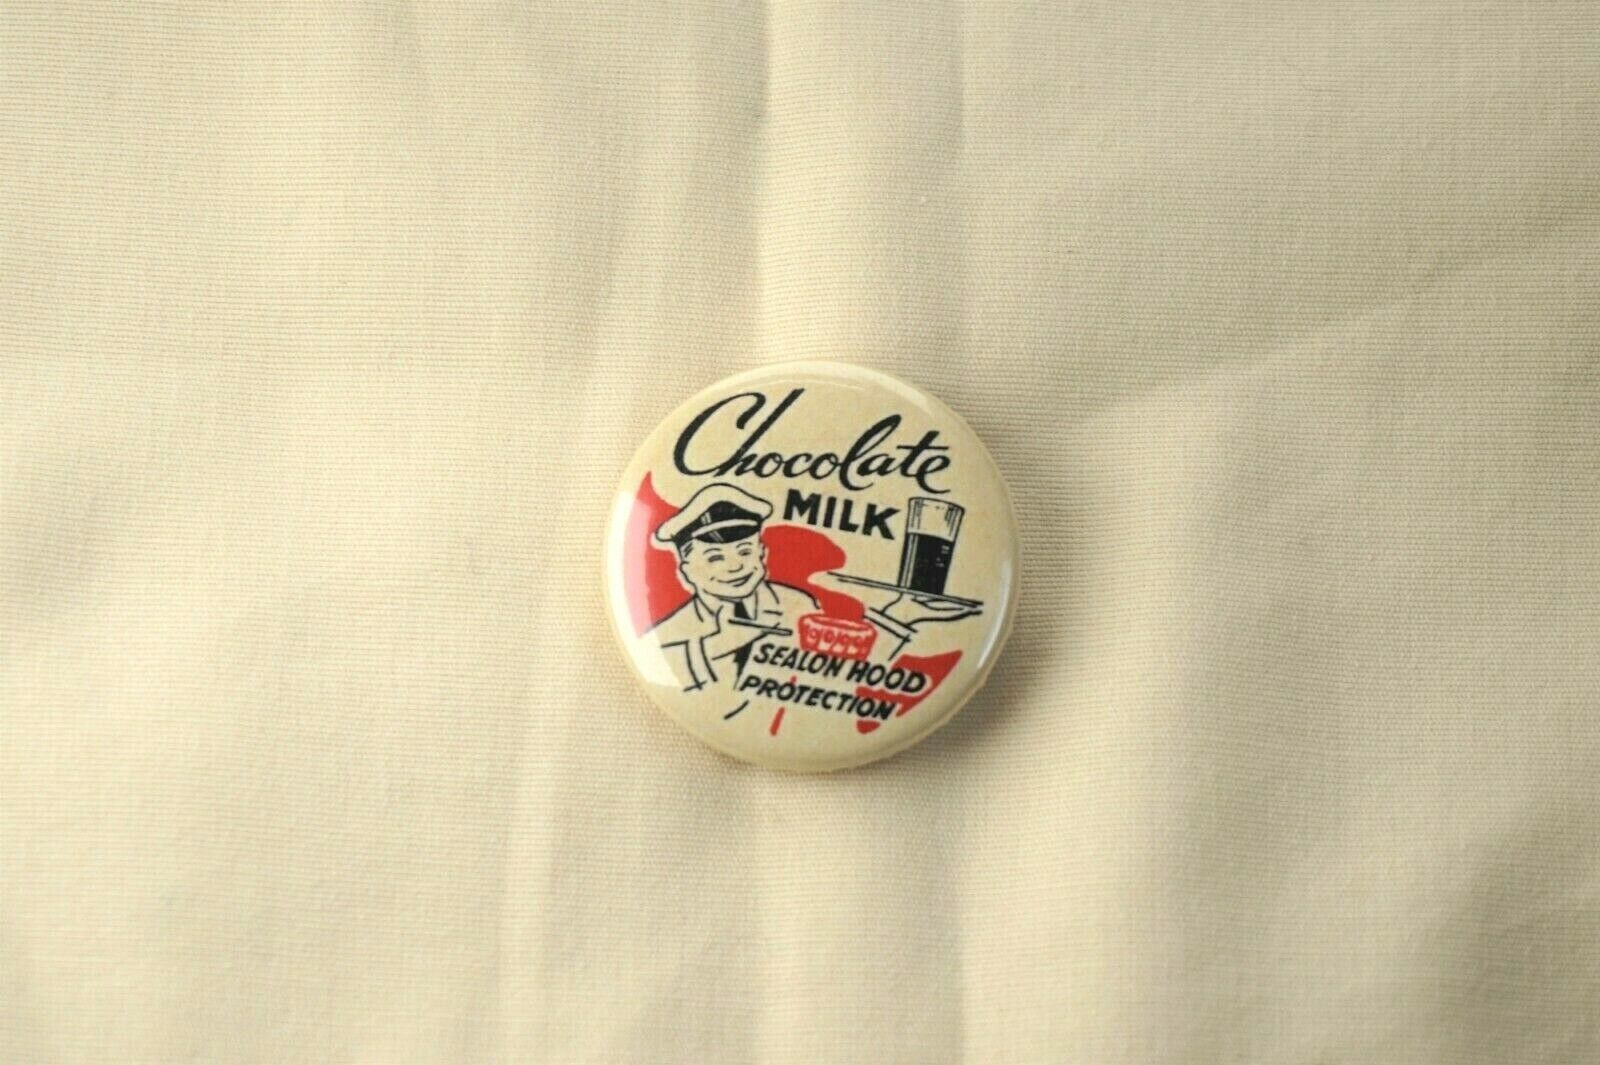 Chocolate
MILK
SEALON HOOD
PROTECTION